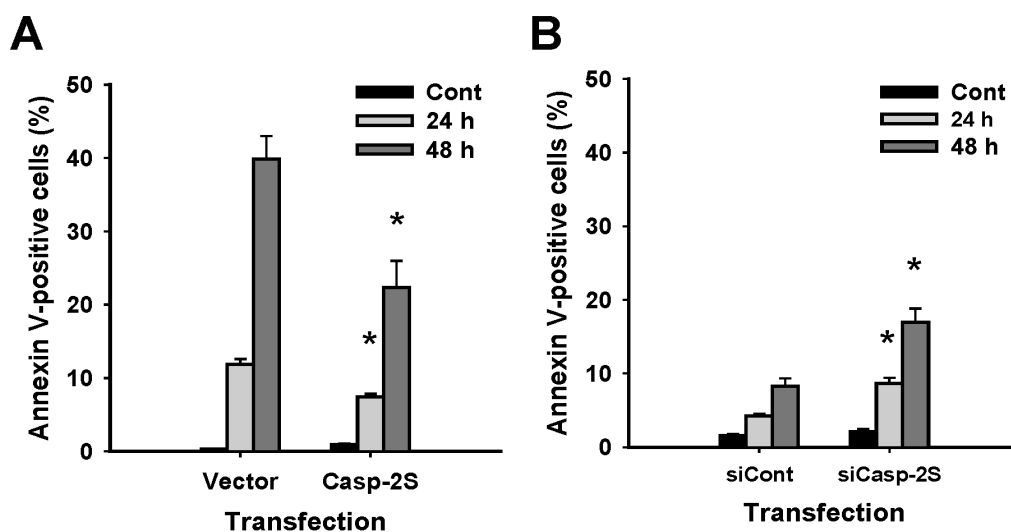 A
Annexin V-positive cells (%)
50
40
30
20
10
0
Cont
24 h
48 h
*
*
Vector
Casp-2S
Transfection
B
Annexin V-positive cells (%)
50
40
30
20
10
0
Cont
24 h
48 h
*
*
siCont
siCasp-2S
Transfection